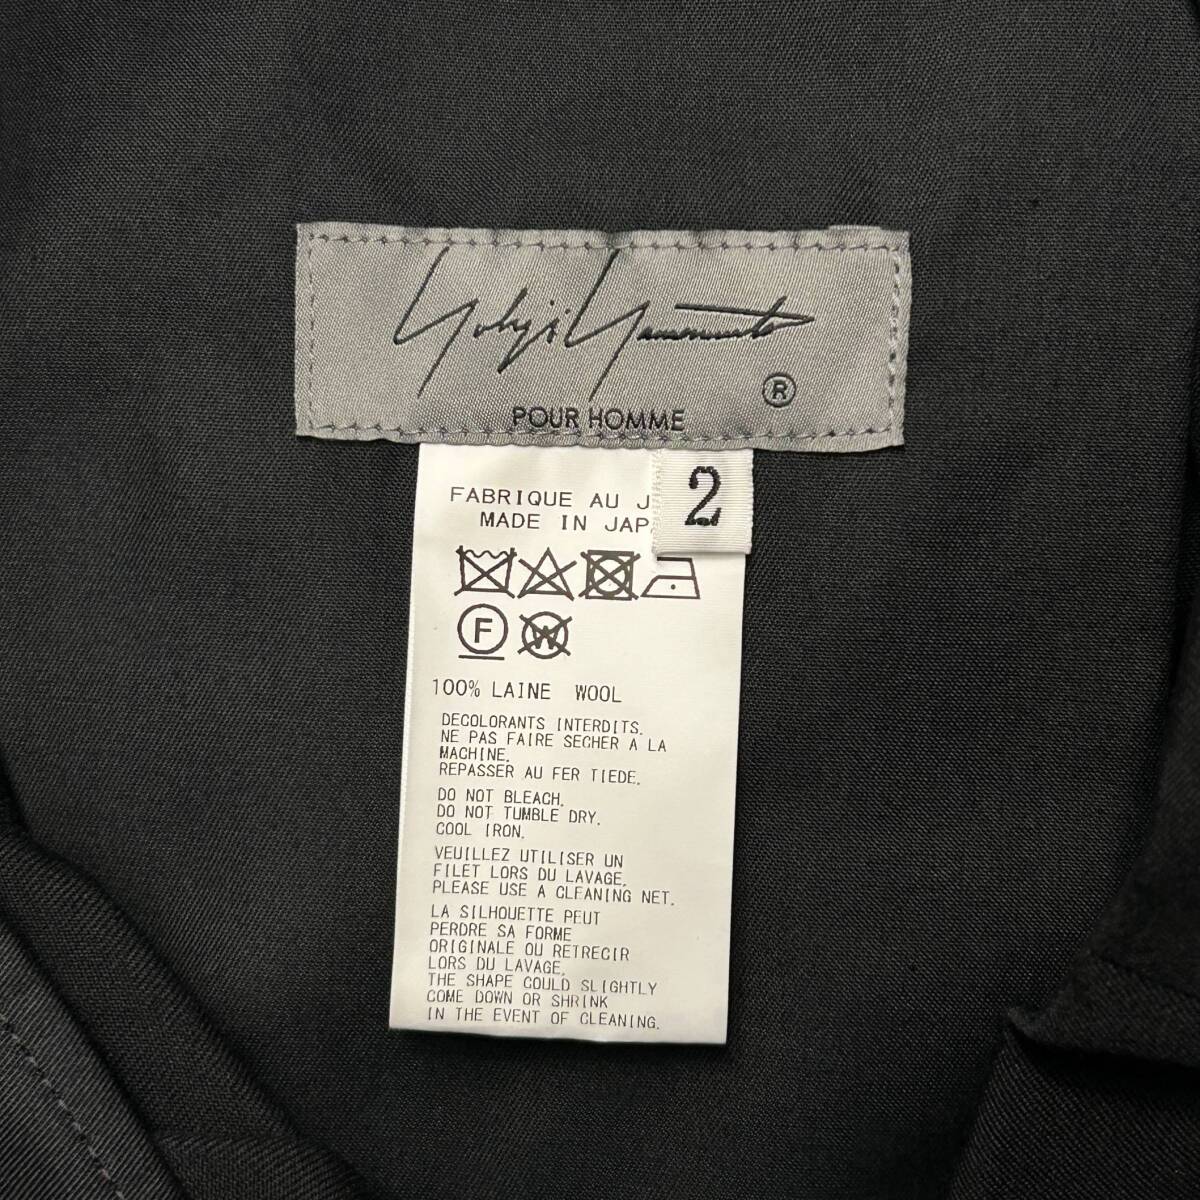 Yohji Yamamoto
®
POUR HOMME
2
FABRIQUE AU J
MADE IN JAP
F
W
100% LAINE WOOL
DECOLORANTS INTERDITS.
NE PAS FAIRE SECHER A LA
MACHINE.
REPASSER AU FER TIEDE.
DO NOT BLEACH.
DO NOT TUMBLE DRY.
COOL IRON.
VEUILLEZ UTILISER UN
FILET LORS DU LAVAGE.
PLEASE USE A CLEANING NET.
LA SILHOUETTE PEUT
PERDRE SA FORME
ORIGINALE OU RETRECIR
LORS DU LAVAGE.
THE SHAPE COULD SLIGHTLY
COME DOWN OR SHRINK
IN THE EVENT OF CLEANING.